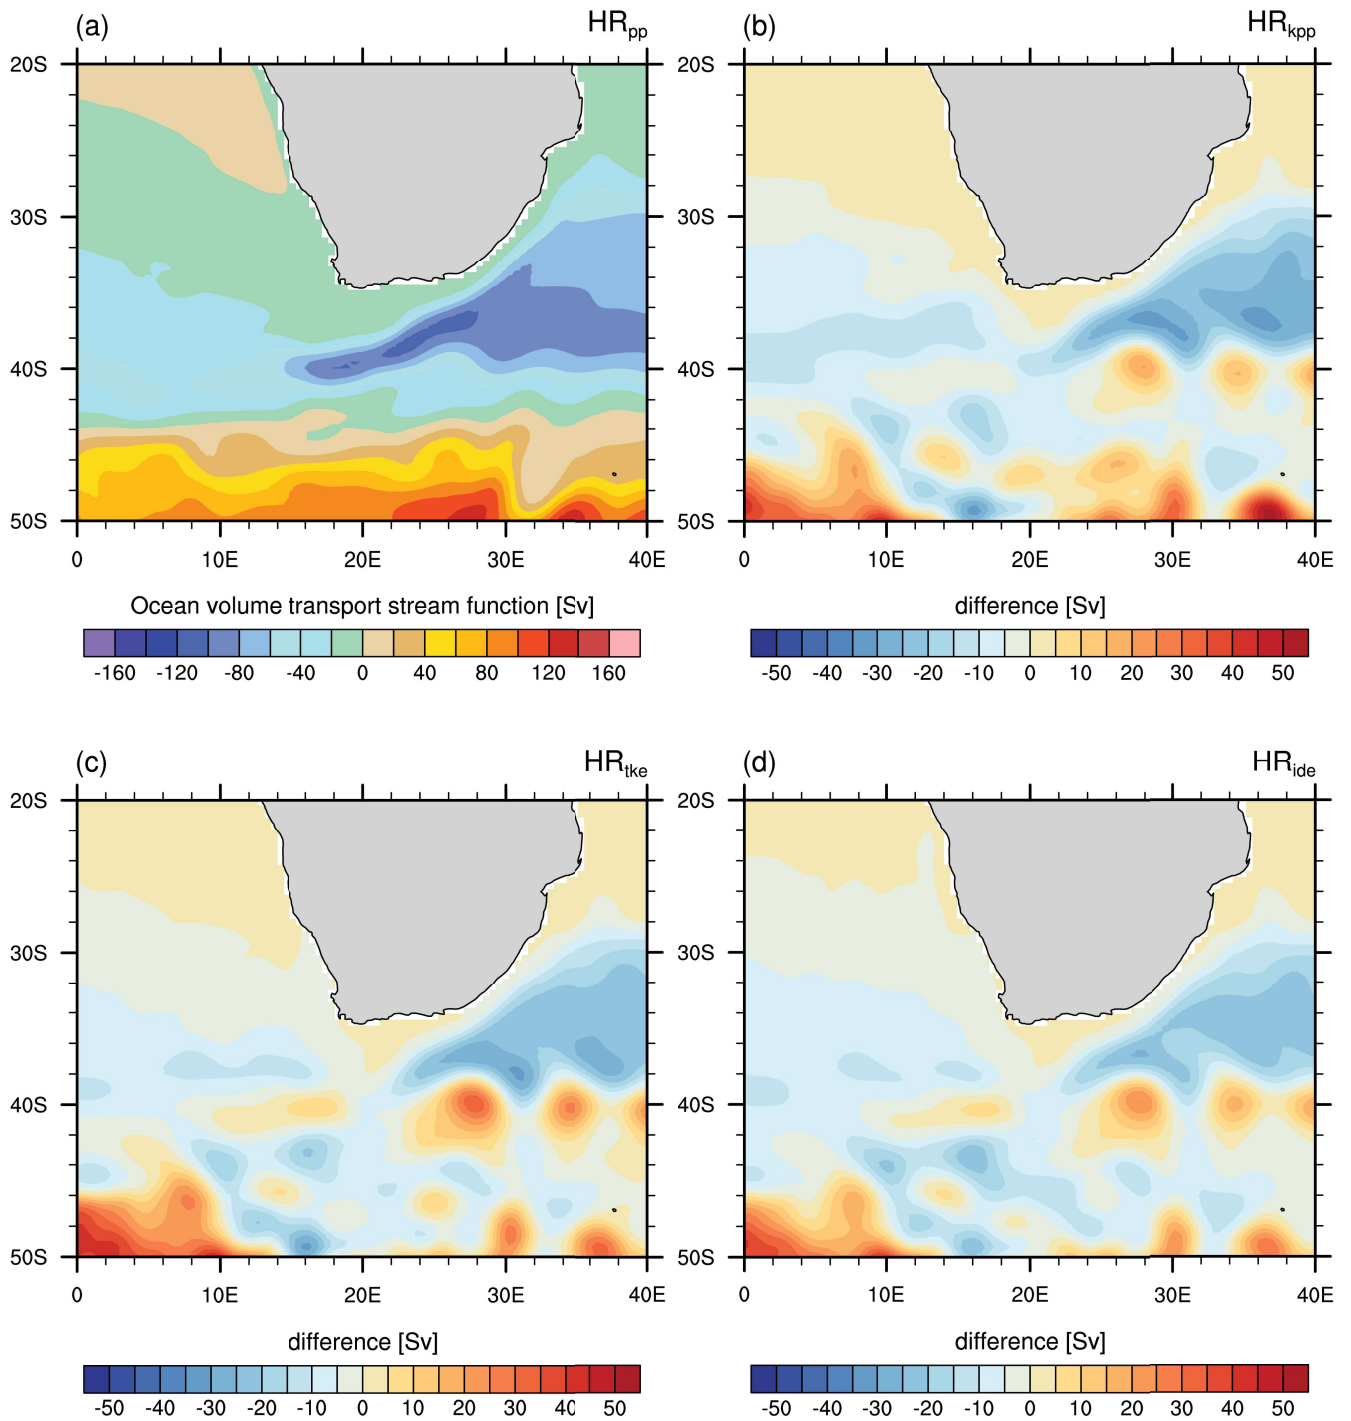 (a) HR_pp
20S
30S
40S
50S
0 10E 20E 30E 40E
Ocean volume transport stream function [Sv]
-160 -120 -80 -40 0 40 80 120 160
(b) HR_kpp
20S
30S
40S
50S
0 10E 20E 30E 40E
difference [Sv]
-50 -40 -30 -20 -10 0 10 20 30 40 50
(c) HR_tke
20S
30S
40S
50S
0 10E 20E 30E 40E
difference [Sv]
-50 -40 -30 -20 -10 0 10 20 30 40 50
(d) HR_ide
20S
30S
40S
50S
0 10E 20E 30E 40E
difference [Sv]
-50 -40 -30 -20 -10 0 10 20 30 40 50